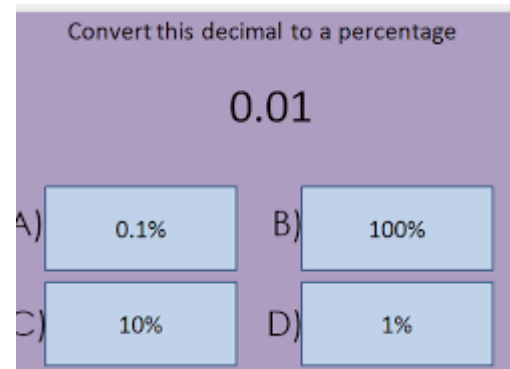 Convert this decimal to a percentage
0.01
A) 0.1% B) 100%
C) 10% D) 1%